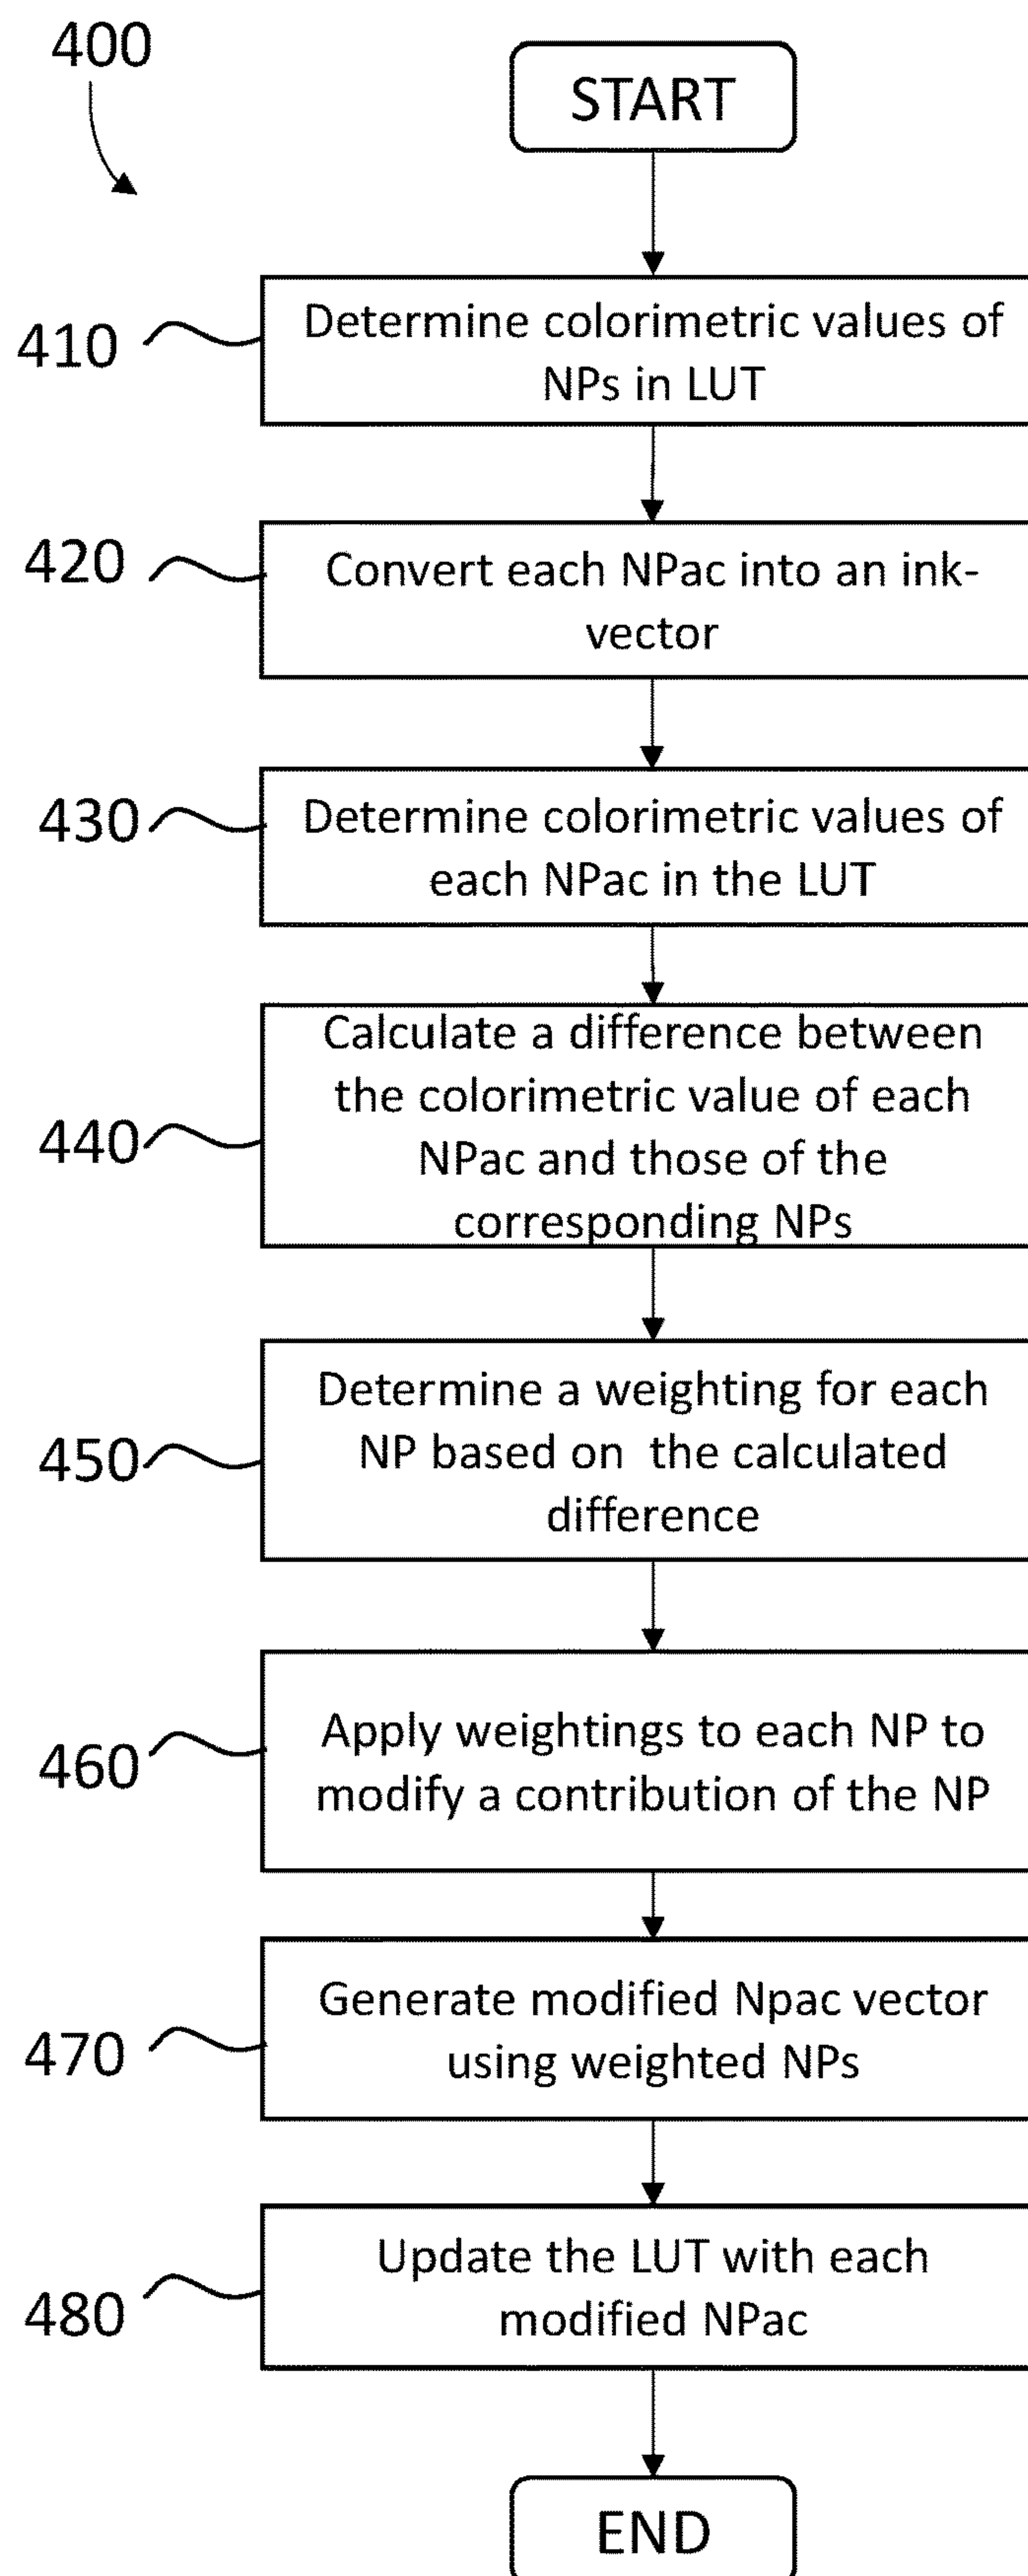 400
START
410
Determine colorimetric values of
NPs in LUT
420
Convert each NPac into an ink-
vector
430
Determine colorimetric values of
each NPac in the LUT
440
Calculate a difference between
the colorimetric value of each
NPac and those of the
corresponding NPs
450
Determine a weighting for each
NP based on the calculated
difference
460
Apply weightings to each NP to
modify a contribution of the NP
470
Generate modified Npac vector
using weighted NPs
480
Update the LUT with each
modified NPac
END